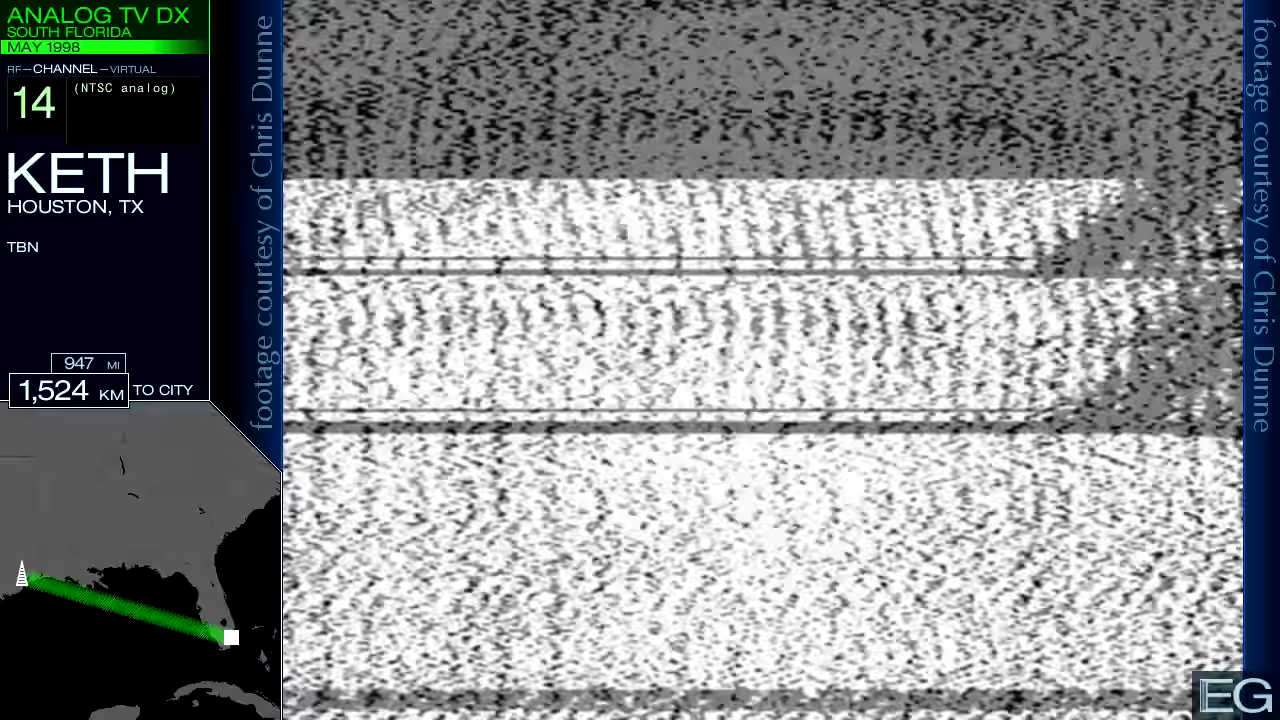 ANALOG TV DX
SOUTH FLORIDA
MAY 1998
RF–CHANNEL–VIRTUAL
14
(NTSC analog)
KETH
HOUSTON, TX
TBN
947 MI
1,524 KM TO CITY
footage courtesy of Chris Dunne
footage courtesy of Chris Dunne
EG